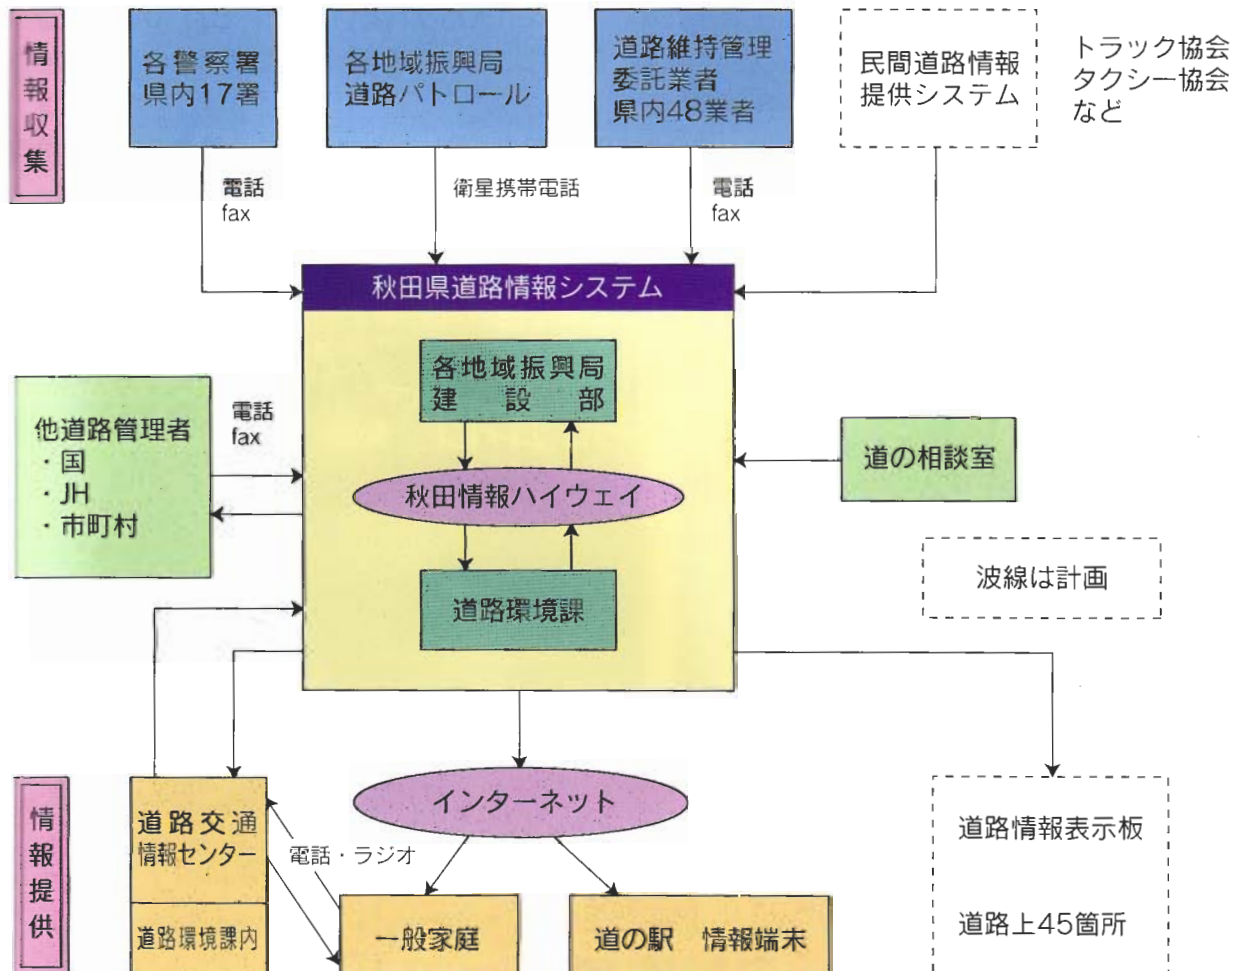 情報収集
各警察署
県内17署
各地域振興局
道路パトロール
道路維持管理
委託業者
県内48業者
民間道路情報
提供システム
トラック協会
タクシー協会
など
電話
fax
衛星携帯電話
電話
fax
秋田県道路情報システム
各地域振興局
建設部
他道路管理者
・国
・JH
・市町村
電話
fax
秋田情報ハイウェイ
道の相談室
道路環境課
波線は計画
情報提供
道路交通
情報センター
道路環境課内
電話・ラジオ
インターネット
一般家庭
道の駅 情報端末
道路情報表示板
道路上45箇所